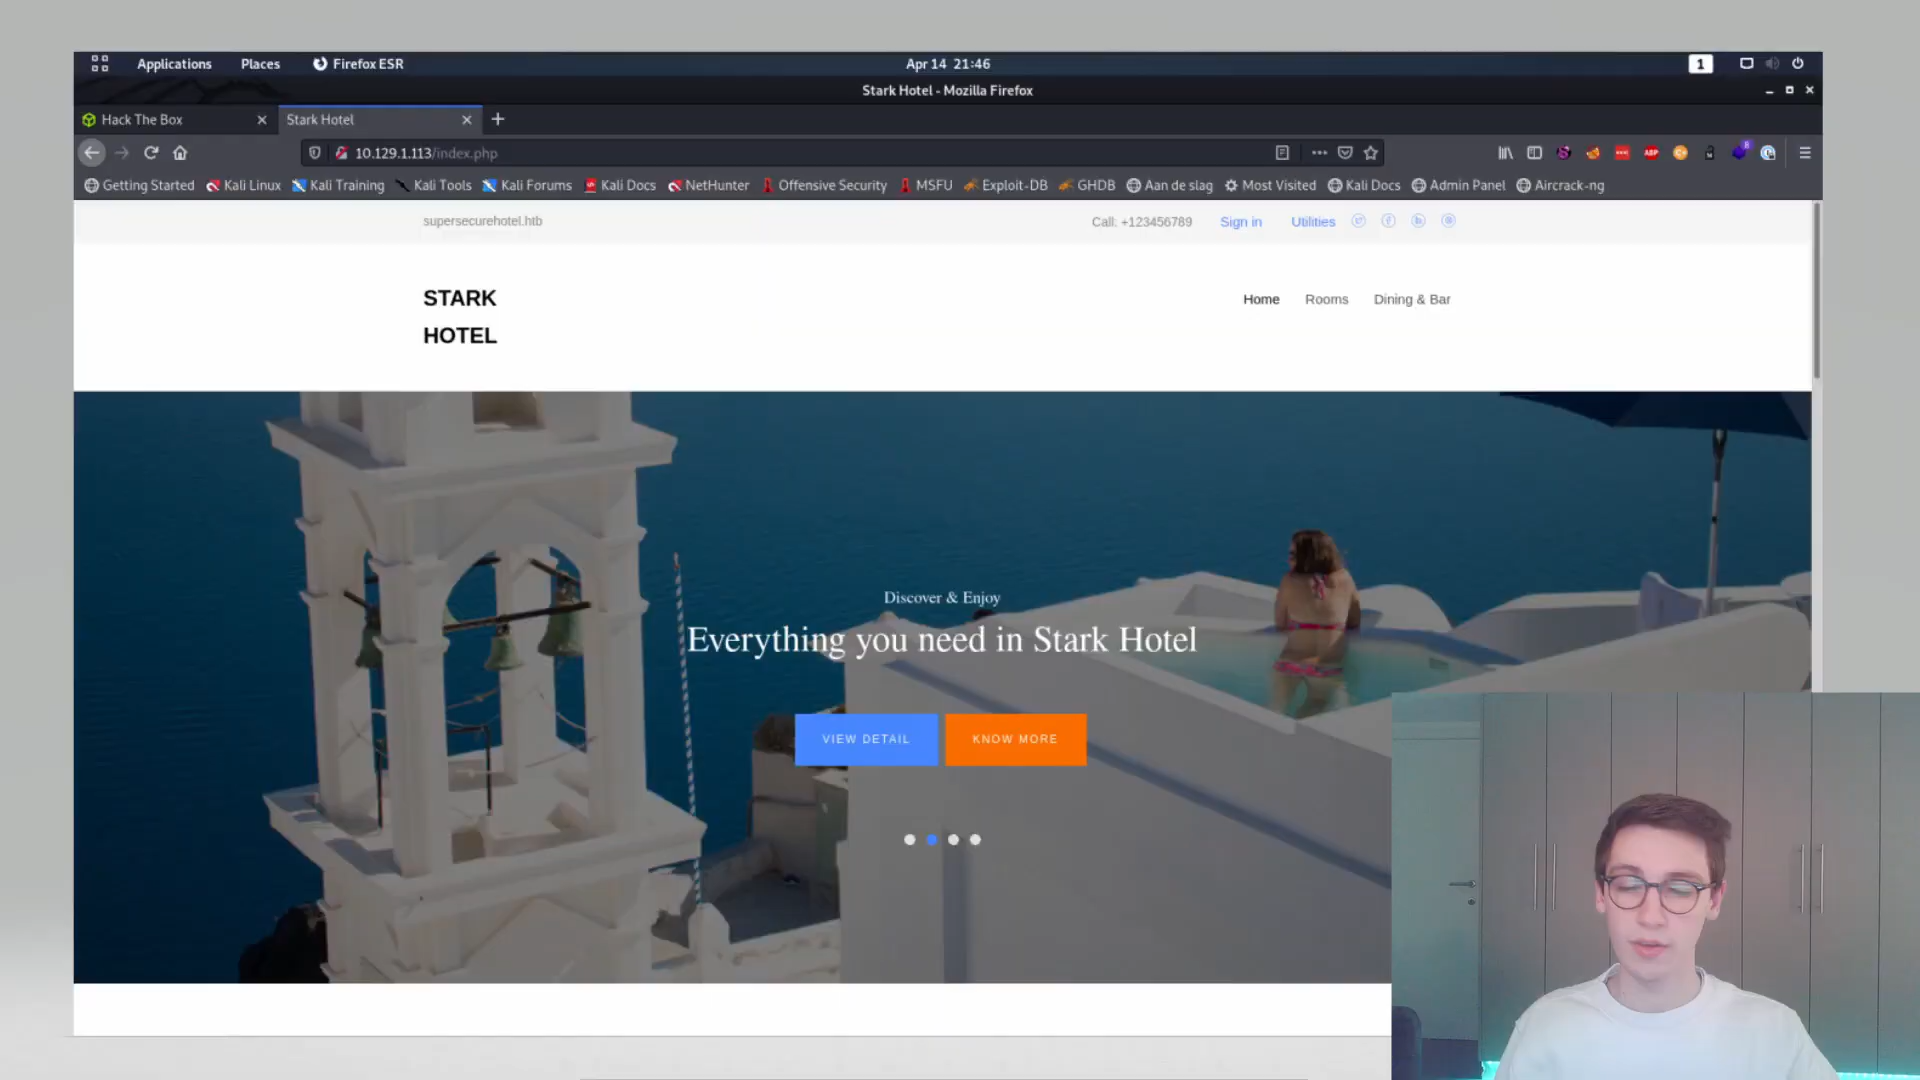 Applications Places Firefox ESR Apr 14 21:46 1
Stark Hotel - Mozilla Firefox
Hack The Box Stark Hotel
10.129.1.113/index.php ABP 8
Getting Started Kali Linux Kali Training Kali Tools Kali Forums Kali Docs NetHunter Offensive Security MSFU Exploit-DB GHDB Aan de slag Most Visited Kali Docs Admin Panel Aircrack-ng
supersecurehotel.htb Call: +123456789 Sign in Utilities
STARK
HOTEL
Home Rooms Dining & Bar
Discover & Enjoy
Everything you need in Stark Hotel
VIEW DETAIL KNOW MORE